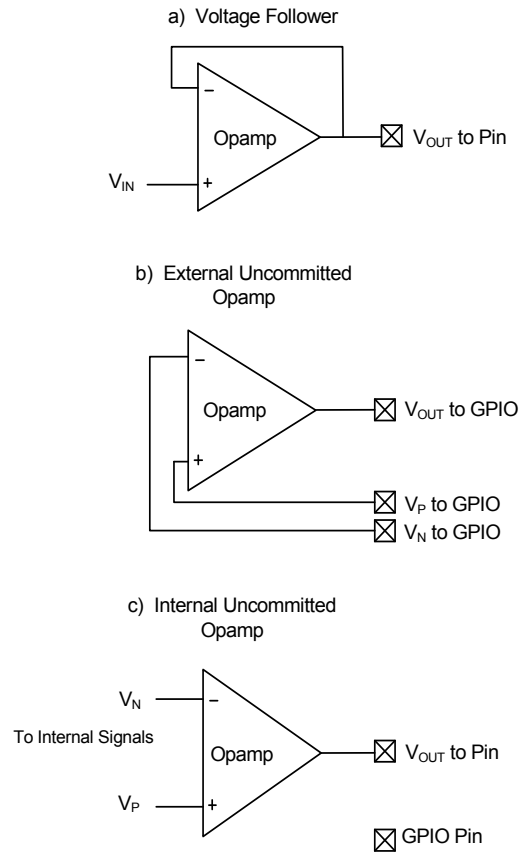 a) Voltage Follower
−
Opamp
V_OUT to Pin
V_IN
+
b) External Uncommitted
Opamp
−
Opamp
V_OUT to GPIO
+
V_P to GPIO
V_N to GPIO
c) Internal Uncommitted
Opamp
V_N
−
To Internal Signals
Opamp
V_OUT to Pin
V_P
+
GPIO Pin